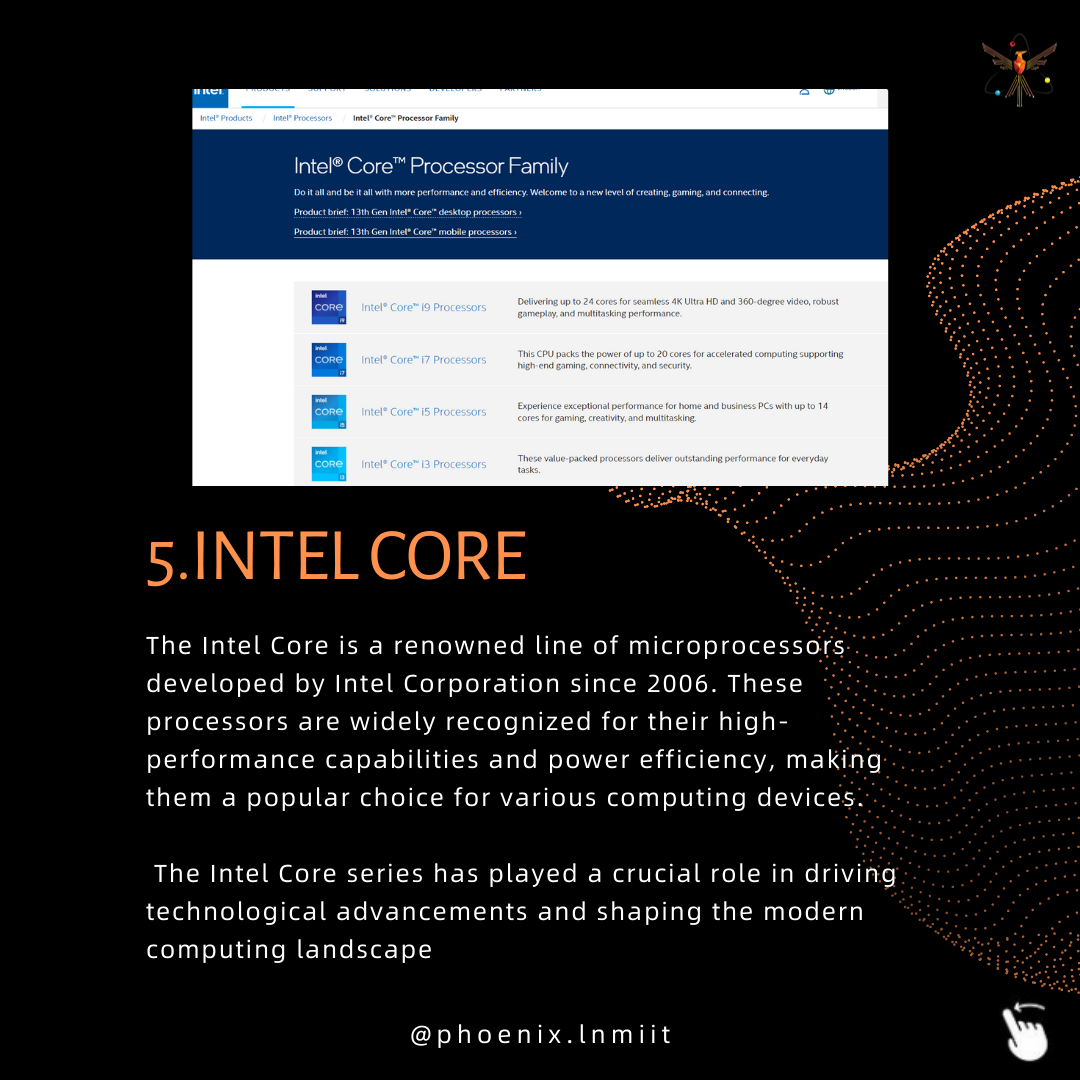 intel
PRODUCTS SUPPORT SOLUTIONS DEVELOPERS PARTNERS
Intel® Products / Intel® Processors / Intel® Core™ Processor Family
Intel® Core™ Processor Family
Do it all and be it all with more performance and efficiency. Welcome to a new level of creating, gaming, and connecting.
Product brief: 13th Gen Intel® Core™ desktop processors ›
Product brief: 13th Gen Intel® Core™ mobile processors ›
intel
CORE
i9
Intel® Core™ i9 Processors
Delivering up to 24 cores for seamless 4K Ultra HD and 360-degree video, robust
gameplay, and multitasking performance.
intel
CORE
i7
Intel® Core™ i7 Processors
This CPU packs the power of up to 20 cores for accelerated computing supporting
high-end gaming, connectivity, and security.
intel
CORE
i5
Intel® Core™ i5 Processors
Experience exceptional performance for home and business PCs with up to 14
cores for gaming, creativity, and multitasking.
intel
CORE
i3
Intel® Core™ i3 Processors
These value-packed processors deliver outstanding performance for everyday
tasks.
5.INTEL CORE
The Intel Core is a renowned line of microprocessors
developed by Intel Corporation since 2006. These
processors are widely recognized for their high-
performance capabilities and power efficiency, making
them a popular choice for various computing devices.
The Intel Core series has played a crucial role in driving
technological advancements and shaping the modern
computing landscape
@phoenix.lnmiit